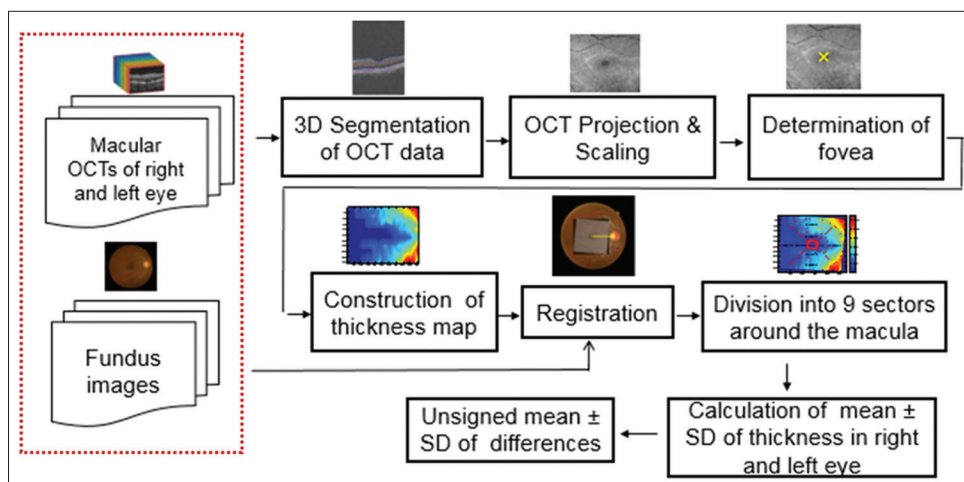 Macular
OCTs of right
and left eye
Fundus
images
3D Segmentation
of OCT data
OCT Projection &
Scaling
Determination of
fovea
Construction of
thickness map
Registration
Division into 9 sectors
around the macula
Calculation of mean ±
SD of thickness in right
and left eye
Unsigned mean ±
SD of differences